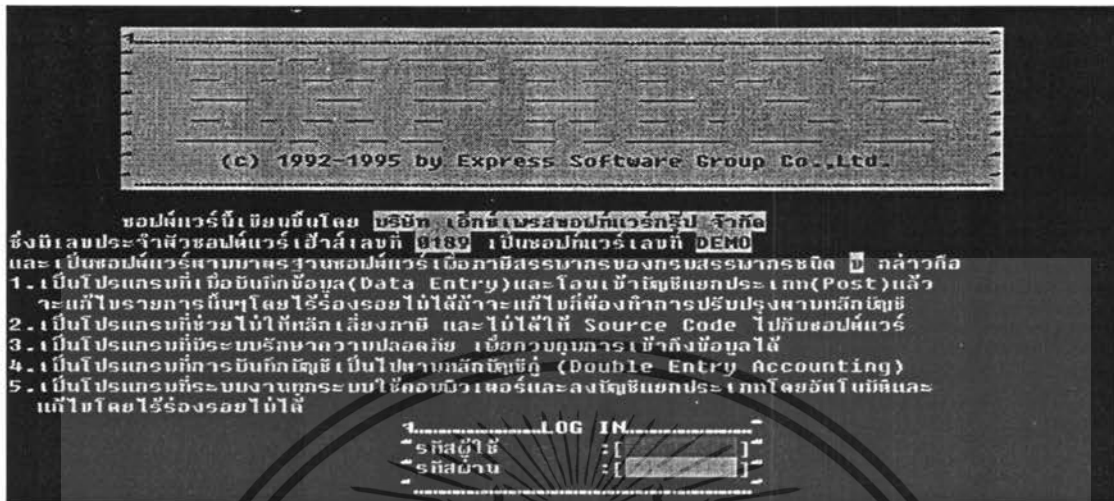 (c) 1992-1995 by Express Software Group Co.,Ltd.
ซอปต์แวร์นี้เขียนขึ้นโดย บริษัท เอ็กซ์เพรสซอปท์แวร์กรุ๊ป จำกัด
ซึ่งมีเลขประจำตัวซอปต์แวร์เฮ้าส์เลขที่ 0189 เป็นซอปท์แวร์เลขที่ DEMO
และเป็นซอปต์แวร์ตามมาตรฐานซอปต์แวร์เพื่อภาษีสรรพากรของกรมสรรพากรชนิด ข กล่าวคือ
1.เป็นโปรแกรมที่เมื่อบันทึกข้อมูล(Data Entry)และโอนเข้าบัญชีแยกประเภท(Post)แล้ว
จะแก้ไขรายการนั้นๆโดยไร้ร่องรอยไม่ได้ถ้าจะแก้ไขก็ต้องทำการปรับปรุงตามหลักบัญชี
2.เป็นโปรแกรมที่ช่วยไม่ให้หลีกเลี่ยงภาษี และไม่ได้ให้ Source Code ไปกับซอปต์แวร์
3.เป็นโปรแกรมที่มีระบบรักษาความปลอดภัย เพื่อควบคุมการเข้าถึงข้อมูลได้
4.เป็นโปรแกรมที่การบันทึกบัญชีเป็นไปตามหลักบัญชีคู่ (Double Entry Accounting)
5.เป็นโปรแกรมที่ระบบงานทุกระบบใช้คอมพิวเตอร์และลงบัญชีแยกประเภทโดยอัตโนมัติและ
แก้ไขโดยไร้ร่องรอยไม่ได้
LOG IN
รหัสผู้ใช้ :[ ]
รหัสผ่าน :[ ]